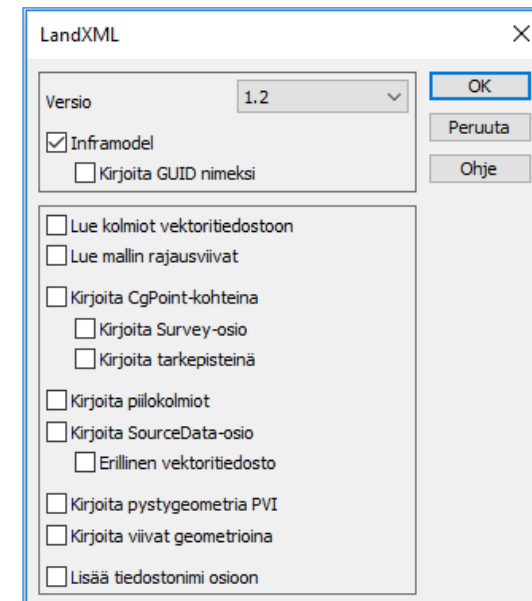 LandXML
Versio 1.2
OK
Inframodel
Peruuta
Kirjoita GUID nimeksi
Ohje
Lue kolmiot vektoritiedostoon
Lue mallin rajausviivat
Kirjoita CgPoint-kohteina
Kirjoita Survey-osio
Kirjoita tarkepisteinä
Kirjoita piilokolmiot
Kirjoita SourceData-osio
Erillinen vektoritiedosto
Kirjoita pystygeometria PVI
Kirjoita viivat geometrioina
Lisää tiedostonimi osioon